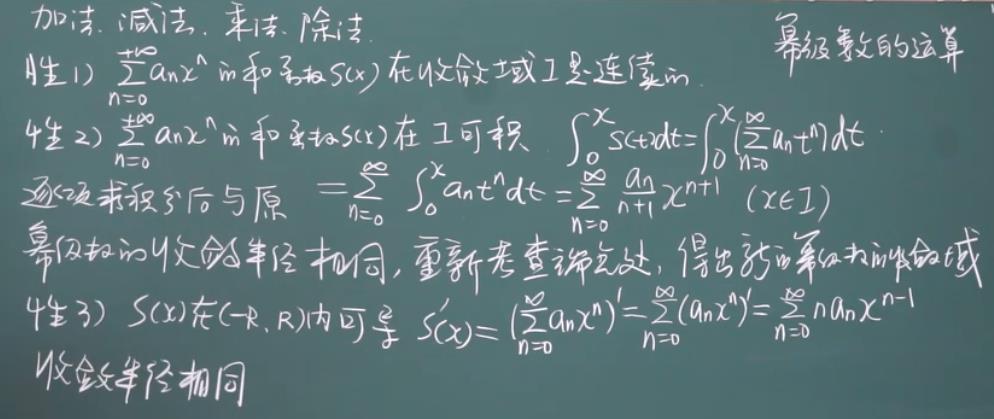 幂级数的运算
加法、减法、乘法、除法.
性1) \sum_{n=0}^{+\infty} a_n x^n 的和函数S(x)在收敛域I是连续的.
性2) \sum_{n=0}^{+\infty} a_n x^n 的和函数S(x)在I可积 \int_0^x S(t)dt = \int_0^x (\sum_{n=0}^{\infty} a_n t^n)dt.
逐项求积分后与原 = \sum_{n=0}^{\infty} \int_0^x a_n t^n dt = \sum_{n=0}^{\infty} \frac{a_n}{n+1} x^{n+1} (x∈I)
幂级数的收敛半径相同,重新考查端点处,得出新的幂级数的收敛域
性3) S(x)在(-R,R)内可导 S'(x) = (\sum_{n=0}^{\infty} a_n x^n)' = \sum_{n=0}^{\infty} (a_n x^n)' = \sum_{n=0}^{\infty} n a_n x^{n-1}
收敛半径相同